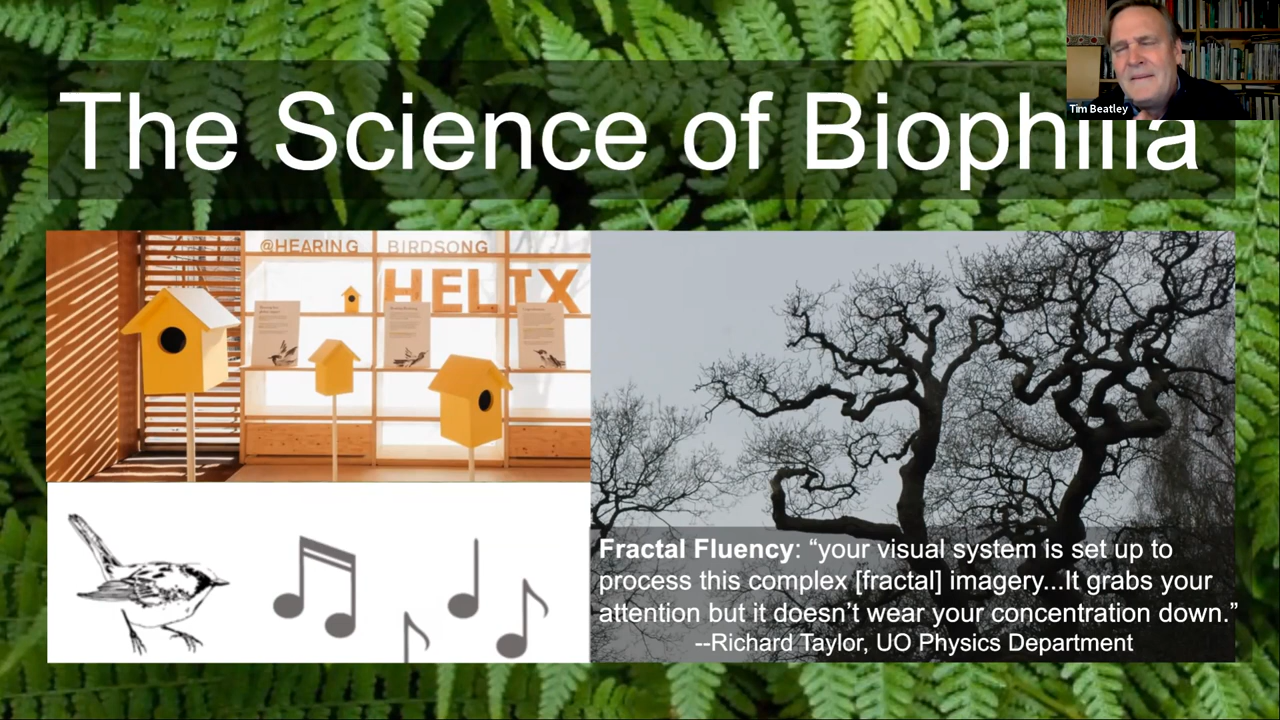 Tim Beatley
The Science of Biophilia
@HEARING BIRDSONG
HELIX
Fractal Fluency: “your visual system is set up to
process this complex [fractal] imagery...It grabs your
attention but it doesn’t wear your concentration down.”
--Richard Taylor, UO Physics Department